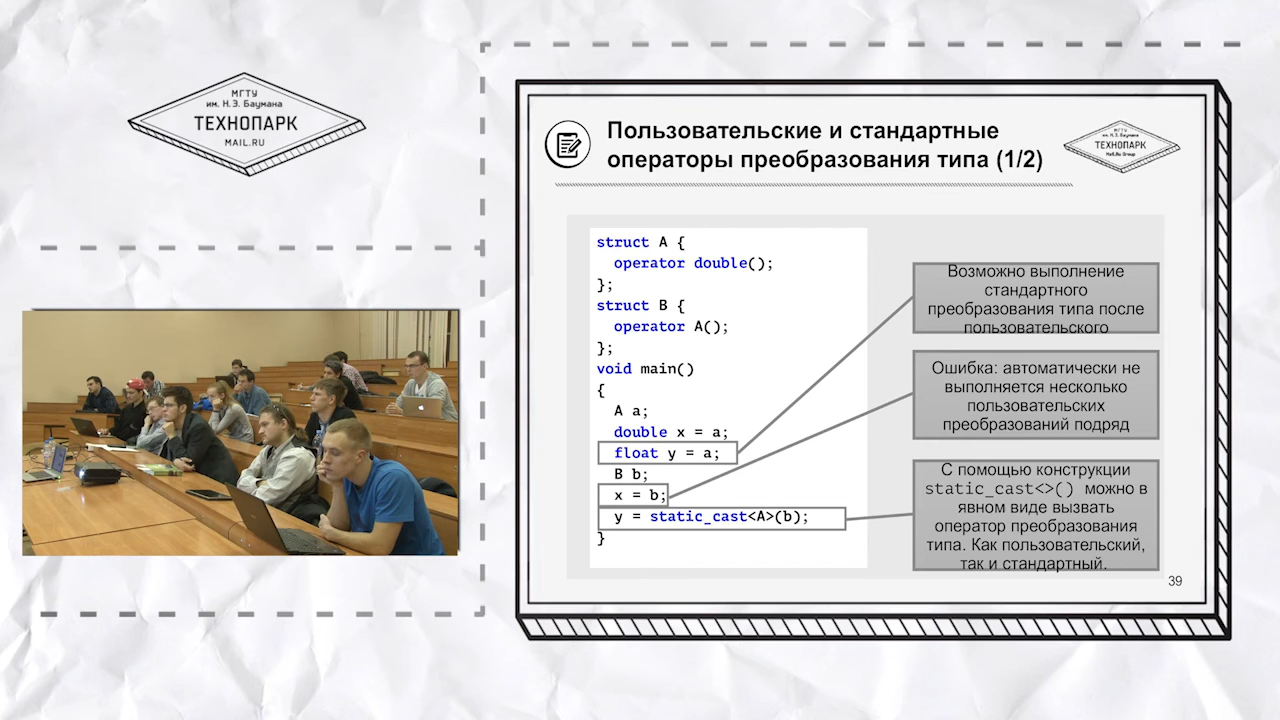 МГТУ
им. Н.Э. Баумана
ТЕХНОПАРК
MAIL.RU
Пользовательские и стандартные
операторы преобразования типа (1/2)
МГТУ
им. Н.Э. Баумана
ТЕХНОПАРК
Mail.Ru Group
struct A {
operator double();
};
struct B {
operator A();
};
void main()
{
A a;
double x = a;
float y = a;
B b;
x = b;
y = static_cast<A>(b);
}
Возможно выполнение
стандартного
преобразования типа после
пользовательского
Ошибка: автоматически не
выполняется несколько
пользовательских
преобразований подряд
С помощью конструкции
static_cast<>() можно в
явном виде вызвать
оператор преобразования
типа. Как пользовательский,
так и стандартный.
39